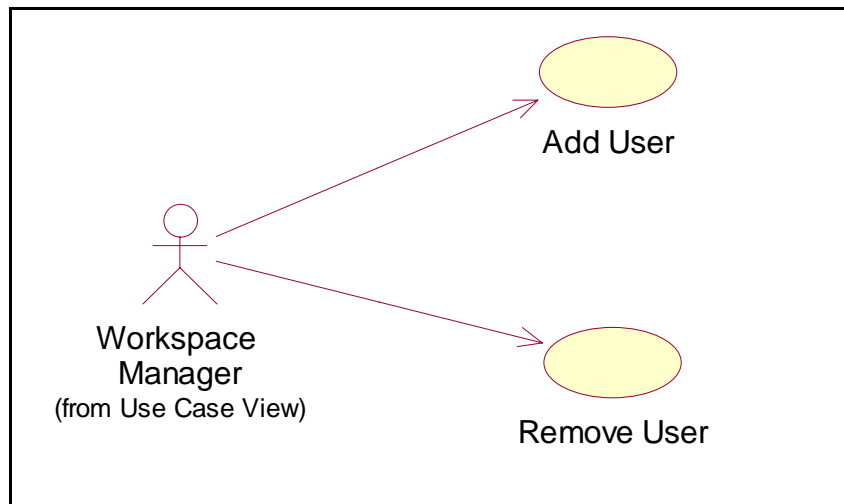 Add User
Workspace
Manager
(from Use Case View)
Remove User